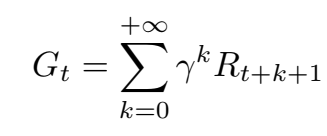 G_t = \sum_{k=0}^{+\infty} \gamma^k R_{t+k+1}